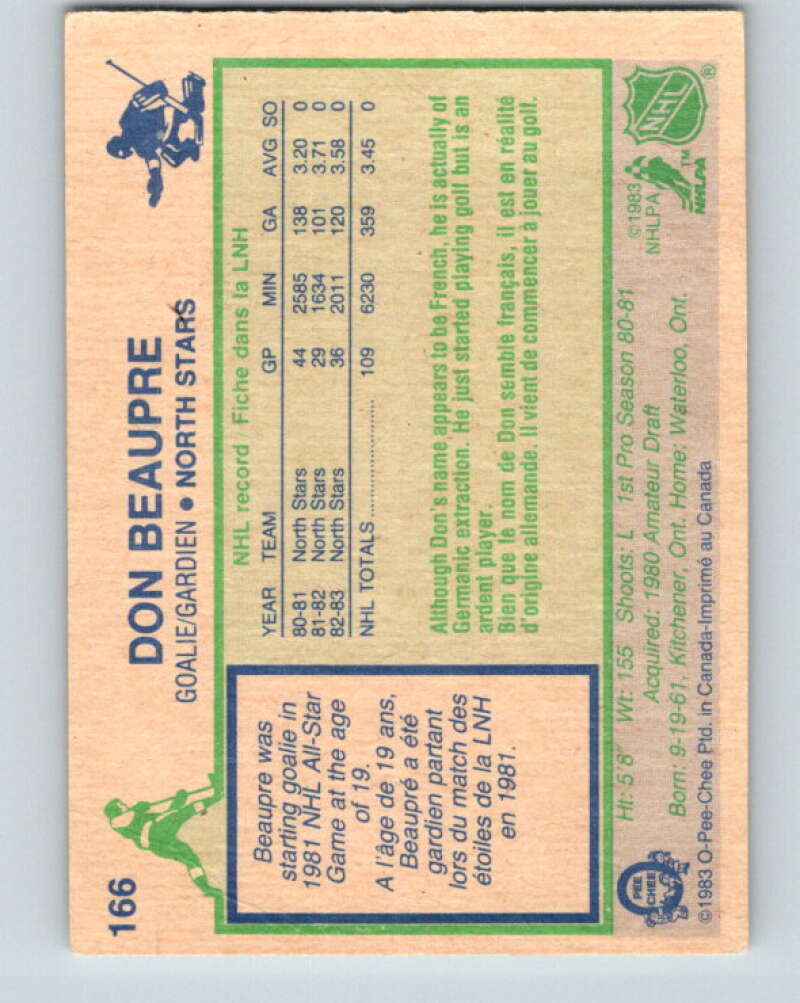 166
DON BEAUPRE
GOALIE/GARDIEN • NORTH STARS
Beaupre was
starting goalie in
1981 NHL All-Star
Game at the age
of 19.
A l'âge de 19 ans,
Beaupré a été
gardien partant
lors du match des
étoiles de la LNH
en 1981.
NHL record Fiche dans la LNH
YEAR TEAM GP MIN GA AVG SO
80-81 North Stars 44 2585 138 3.20 0
81-82 North Stars 29 1634 101 3.71 0
82-83 North Stars 36 2011 120 3.58 0
NHL TOTALS .................... 109 6230 359 3.45 0
Although Don's name appears to be French, he is actually of
Germanic extraction. He just started playing golf but is an
ardent player.
Bien que le nom de Don semble français, il est en réalité
d'origine allemande. Il vient de commencer à jouer au golf.
Ht: 5'8" Wt: 155 Shoots: L 1st Pro Season 80-81
Acquired: 1980 Amateur Draft
Born: 9-19-61, Kitchener, Ont. Home: Waterloo, Ont.
©1983
NHLPA
NHLPA ™
NHL ®
O PEE CHEE
©1983 O-Pee-Chee Ptd. in Canada-Imprimé au Canada